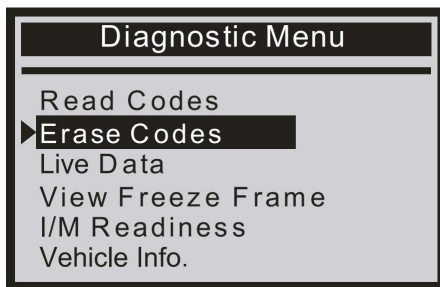 Diagnostic Menu
Read Codes
Erase Codes
Live Data
View Freeze Frame
I/M Readiness
Vehicle Info.